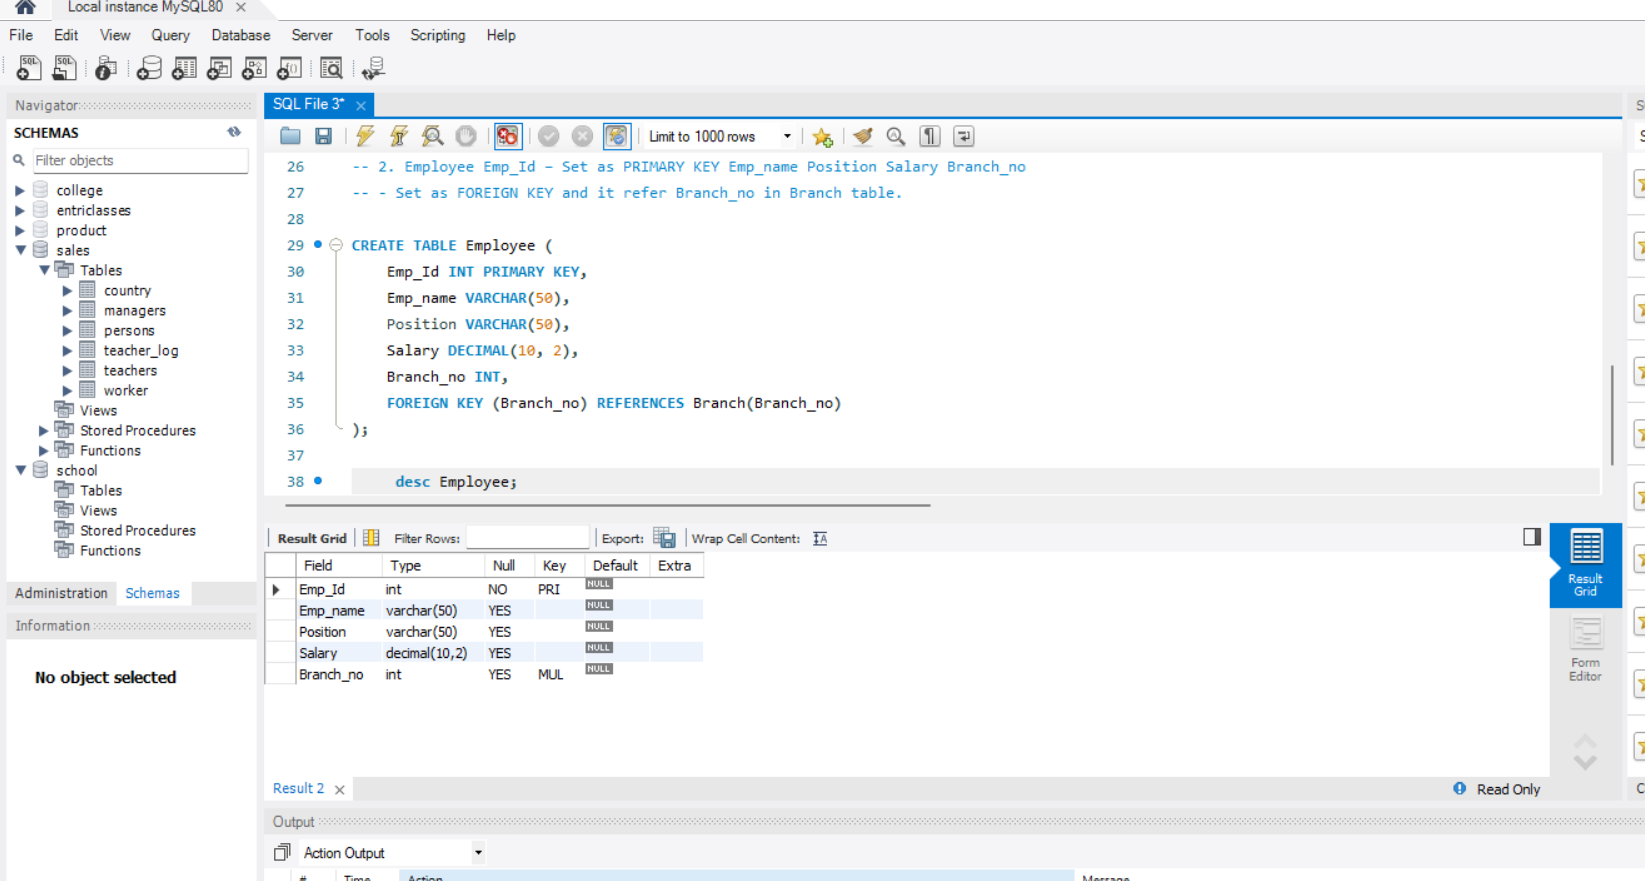 Local instance MySQL80 ×
File Edit View Query Database Server Tools Scripting Help
Navigator
SCHEMAS
Filter objects
college
entriclasses
product
sales
Tables
country
managers
persons
teacher_log
teachers
worker
Views
Stored Procedures
Functions
school
Tables
Views
Stored Procedures
Functions
Administration Schemas
Information
No object selected
SQL File 3* ×
Limit to 1000 rows
26 -- 2. Employee Emp_Id – Set as PRIMARY KEY Emp_name Position Salary Branch_no
27 -- - Set as FOREIGN KEY and it refer Branch_no in Branch table.
28
29 CREATE TABLE Employee (
30 Emp_Id INT PRIMARY KEY,
31 Emp_name VARCHAR(50),
32 Position VARCHAR(50),
33 Salary DECIMAL(10, 2),
34 Branch_no INT,
35 FOREIGN KEY (Branch_no) REFERENCES Branch(Branch_no)
36 );
37
38 desc Employee;
Result Grid Filter Rows: Export: Wrap Cell Content:
Field Type Null Key Default Extra
Emp_Id int NO PRI NULL
Emp_name varchar(50) YES NULL
Position varchar(50) YES NULL
Salary decimal(10,2) YES NULL
Branch_no int YES MUL NULL
Result
Grid
Form
Editor
Result 2 × Read Only
Output
Action Output
# Time Action Message